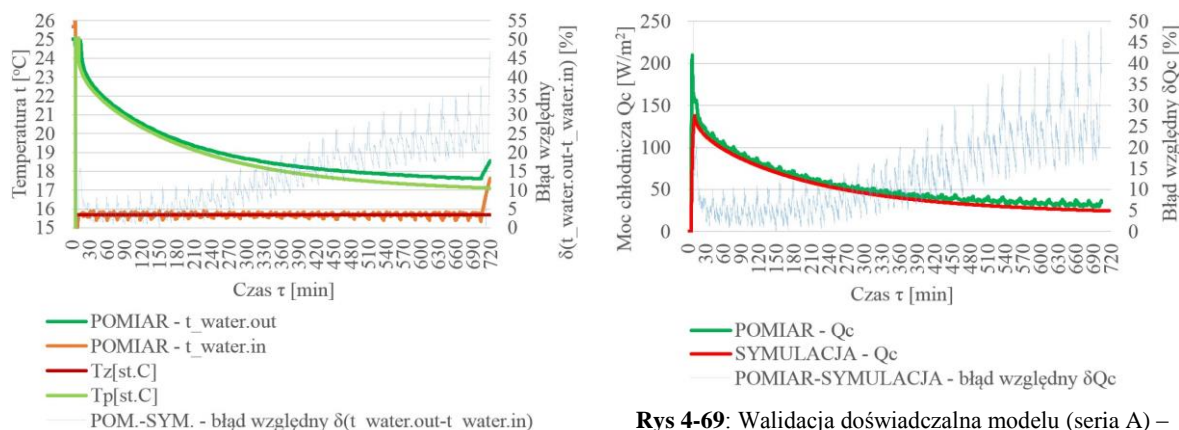 26
25
24
23
22
21
20
19
18
17
16
15
Temperatura t [°C]
55
50
45
40
35
30
25
20
15
10
5
0
Błąd względny
δ(t_water.out-t_water.in) [%]
0 30 60 90 120 150 180 210 240 270 300 330 360 390 420 450 480 510 540 570 600 630 660 690 720
Czas τ [min]
POMIAR - t_water.out
POMIAR - t_water.in
Tz[st.C]
Tp[st.C]
POM.-SYM. - błąd względny δ(t_water.out-t_water.in)
250
200
150
100
50
0
Moc chłodnicza Qc [W/m²]
50
45
40
35
30
25
20
15
10
5
0
Błąd względny δQc [%]
0 30 60 90 120 150 180 210 240 270 300 330 360 390 420 450 480 510 540 570 600 630 660 690 720
Czas τ [min]
POMIAR - Qc
SYMULACJA - Qc
POMIAR-SYMULACJA - błąd względny δQc
Rys 4-69: Walidacja doświadczalna modelu (seria A) –